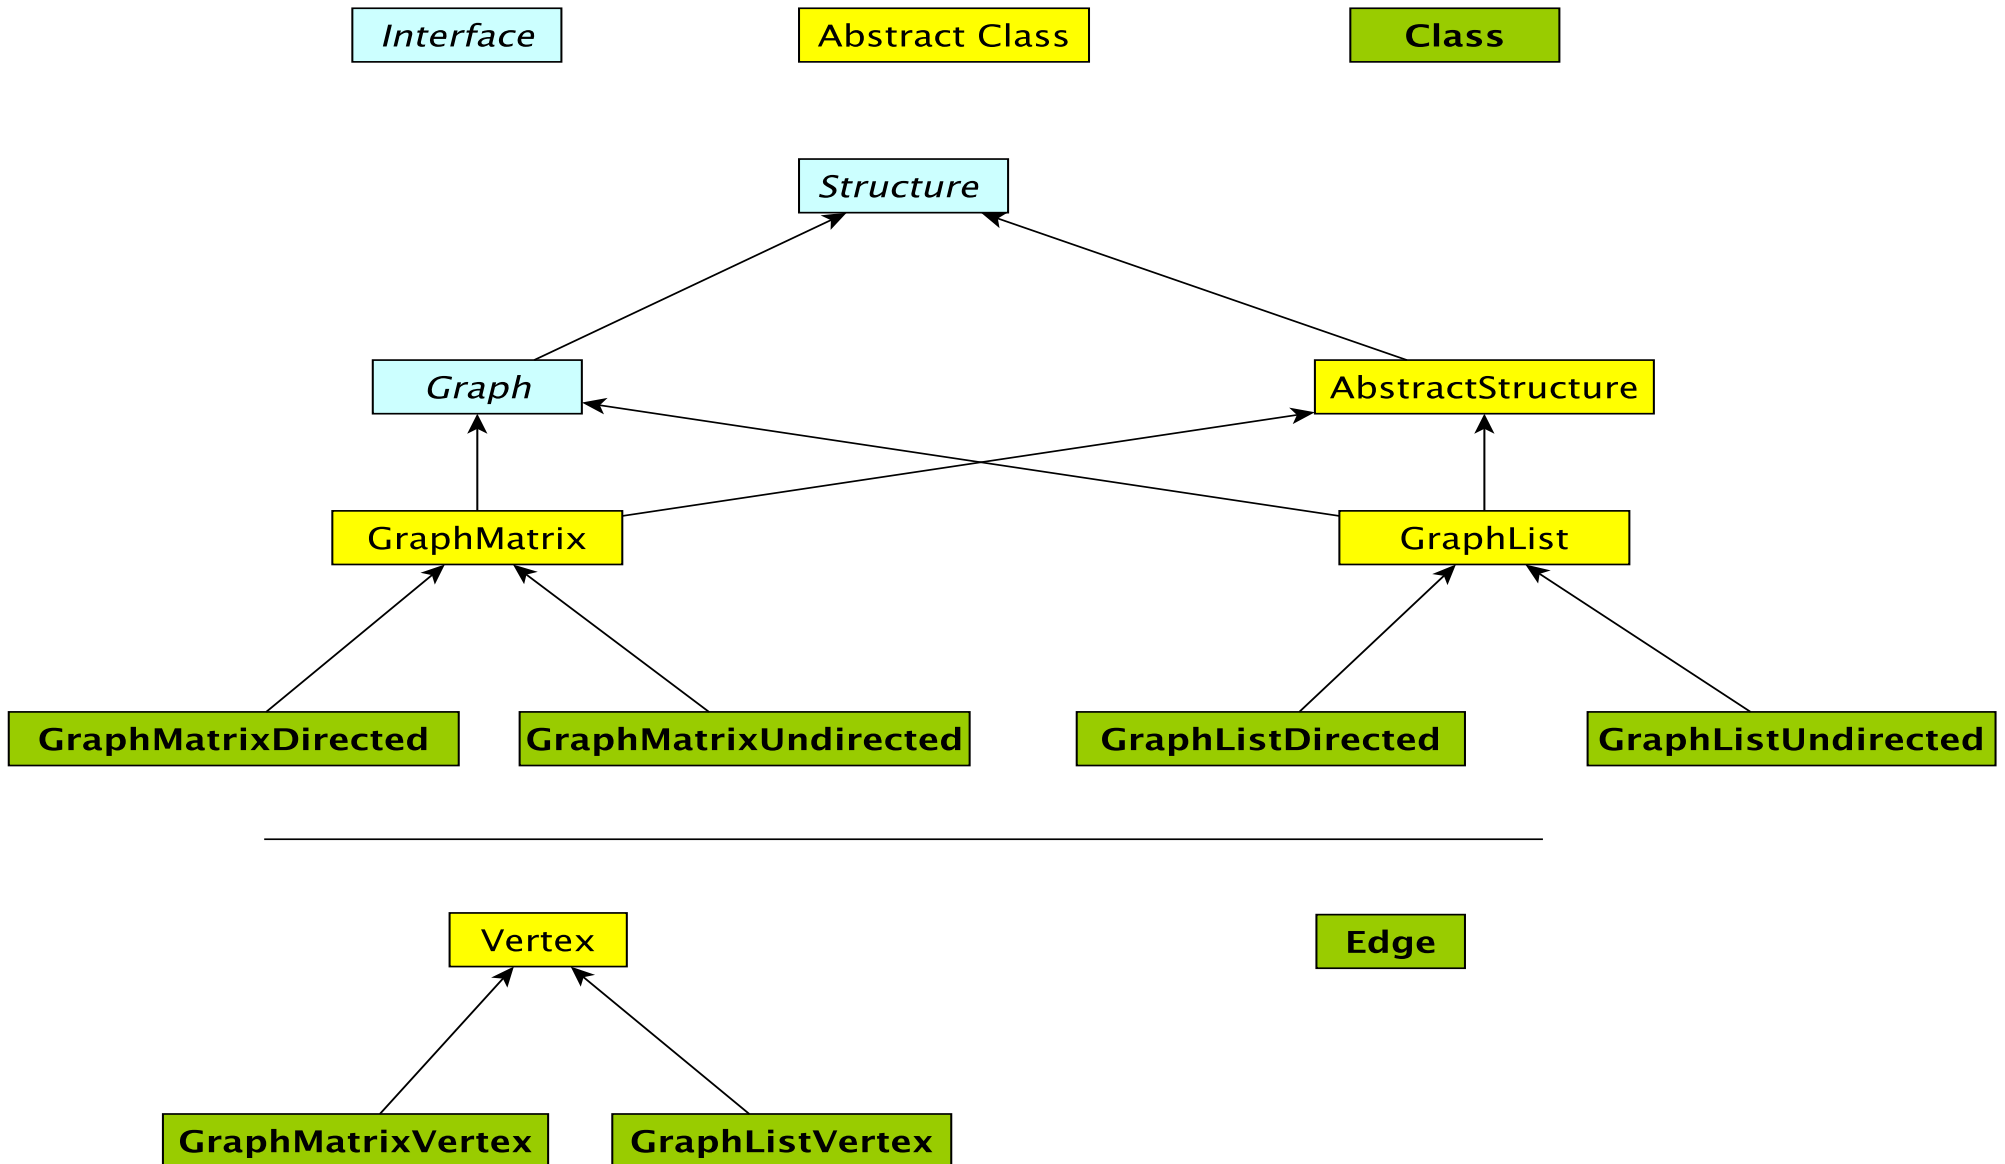 Interface Abstract Class Class
Structure
Graph AbstractStructure
GraphMatrix GraphList
GraphMatrixDirected GraphMatrixUndirected GraphListDirected GraphListUndirected
Vertex Edge
GraphMatrixVertex GraphListVertex